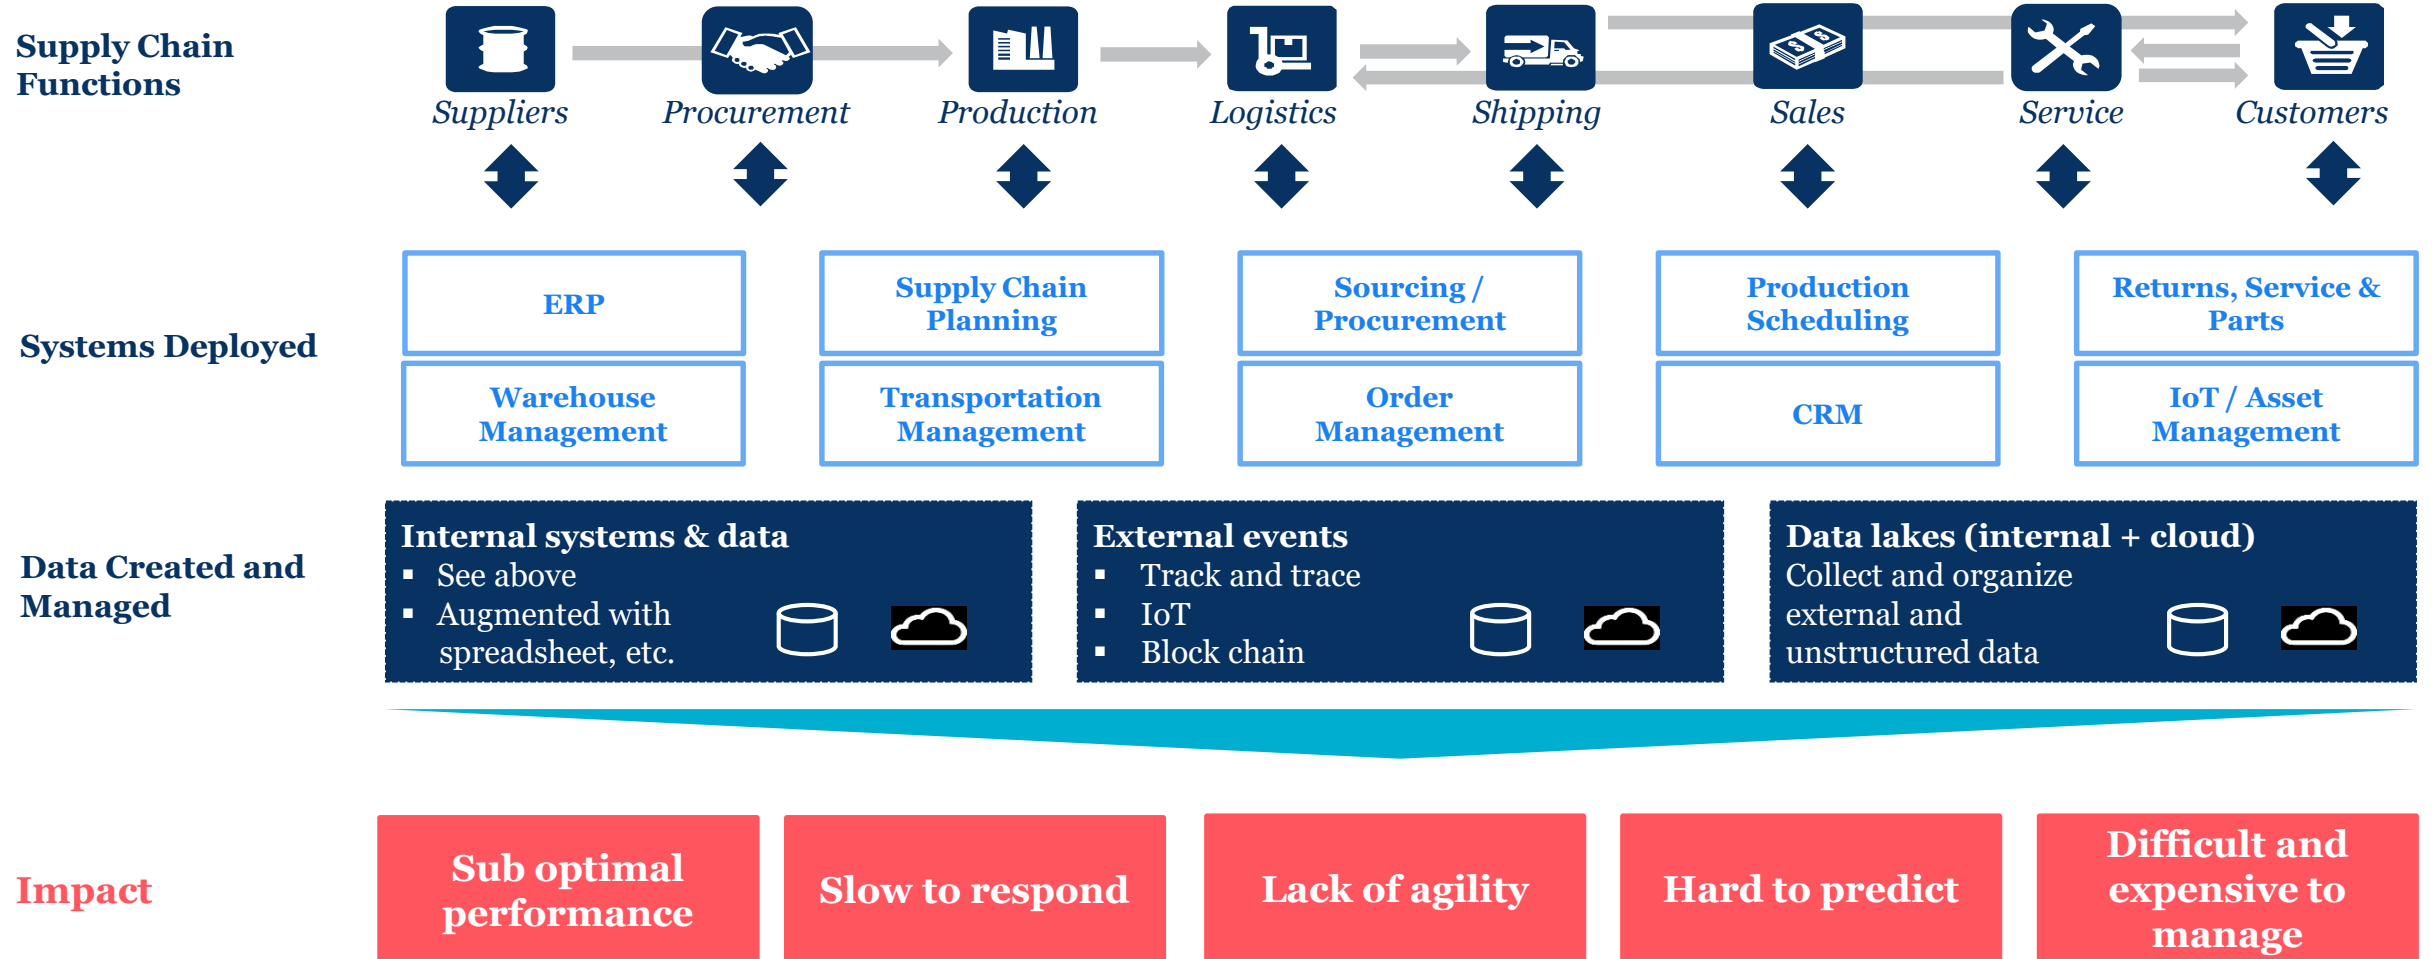 Supply Chain
Functions
Suppliers
Procurement
Production
Logistics
Shipping
Sales
Service
Customers
Systems Deployed
ERP
Supply Chain
Planning
Sourcing /
Procurement
Production
Scheduling
Returns, Service &
Parts
Warehouse
Management
Transportation
Management
Order
Management
CRM
IoT / Asset
Management
Data Created and
Managed
Internal systems & data
▪ See above
▪ Augmented with
spreadsheet, etc.
External events
▪ Track and trace
▪ IoT
▪ Block chain
Data lakes (internal + cloud)
Collect and organize
external and
unstructured data
Impact
Sub optimal
performance
Slow to respond
Lack of agility
Hard to predict
Difficult and
expensive to
manage